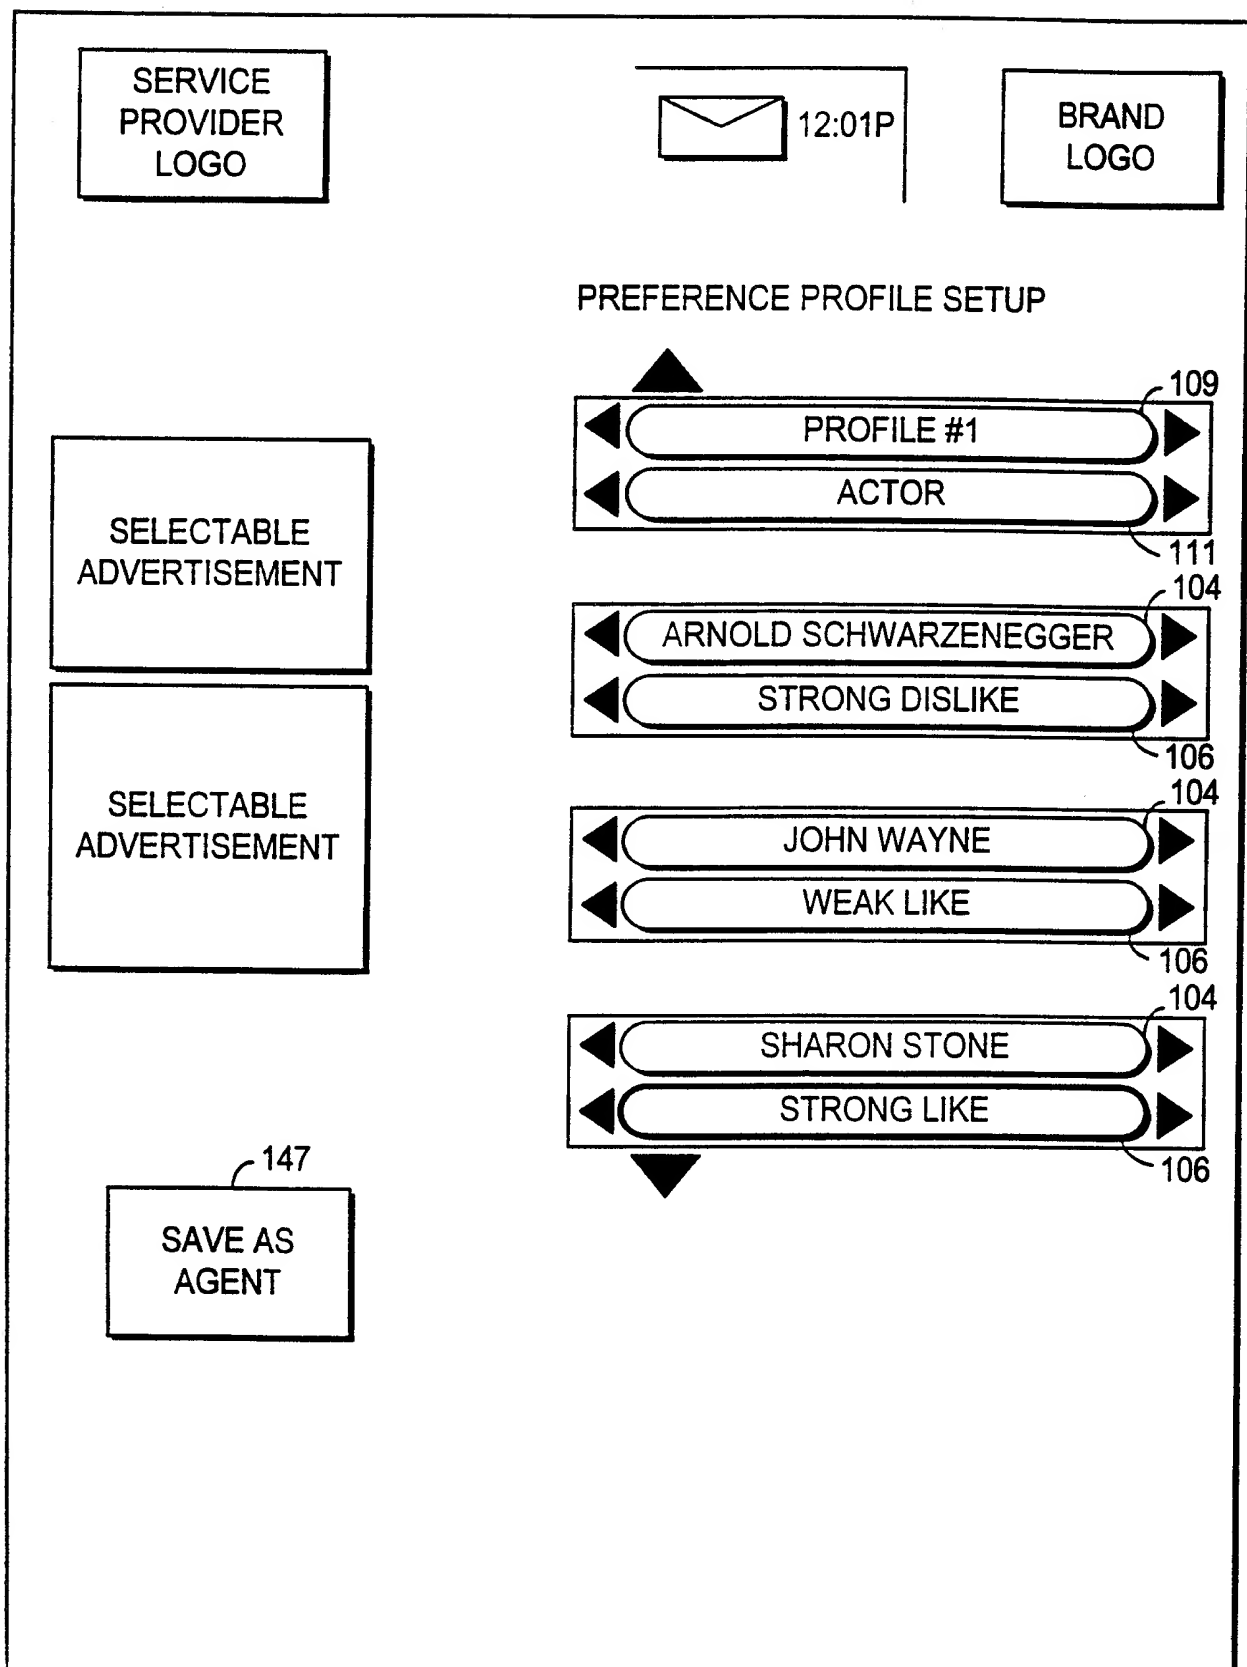 SERVICE
PROVIDER
LOGO
12:01P
BRAND
LOGO
PREFERENCE PROFILE SETUP
109
PROFILE #1
ACTOR
111
SELECTABLE
ADVERTISEMENT
104
ARNOLD SCHWARZENEGGER
STRONG DISLIKE
106
SELECTABLE
ADVERTISEMENT
104
JOHN WAYNE
WEAK LIKE
106
104
SHARON STONE
STRONG LIKE
106
147
SAVE AS
AGENT